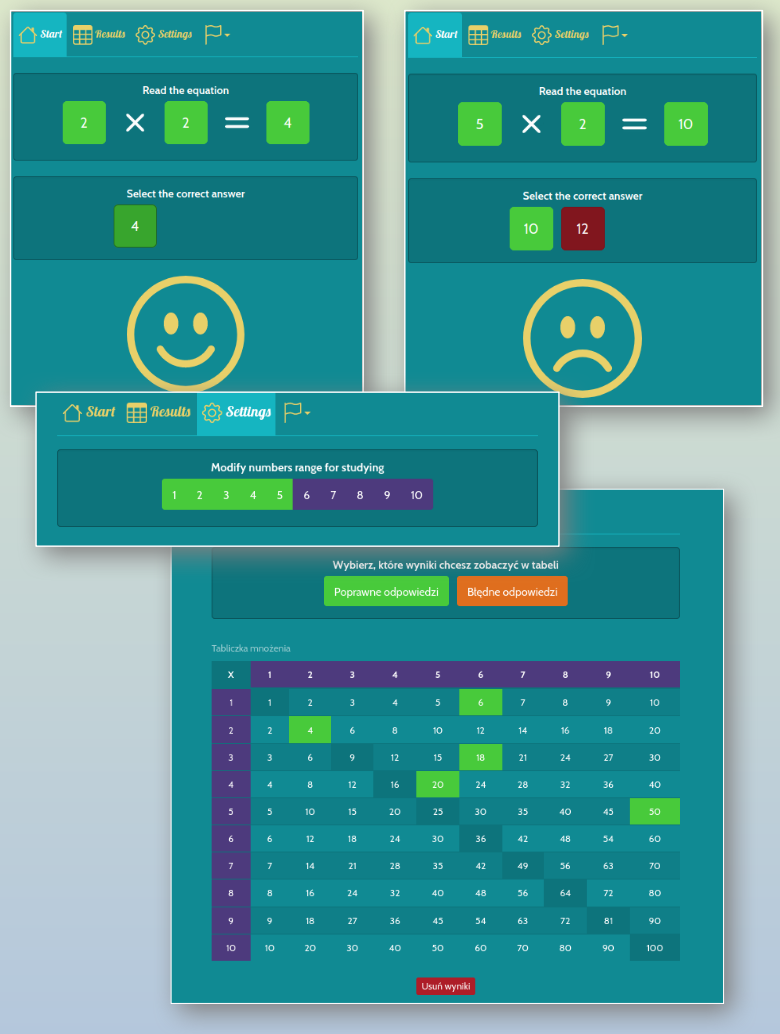 Start Results Settings
Read the equation
2 × 2 = 4
Select the correct answer
4
Start Results Settings
Read the equation
5 × 2 = 10
Select the correct answer
10 12
Start Results Settings
Modify numbers range for studying
1 2 3 4 5 6 7 8 9 10
Wybierz, które wyniki chcesz zobaczyć w tabeli
Poprawne odpowiedzi Błędne odpowiedzi
Tabliczka mnożenia
X 1 2 3 4 5 6 7 8 9 10
1 1 2 3 4 5 6 7 8 9 10
2 2 4 6 8 10 12 14 16 18 20
3 3 6 9 12 15 18 21 24 27 30
4 4 8 12 16 20 24 28 32 36 40
5 5 10 15 20 25 30 35 40 45 50
6 6 12 18 24 30 36 42 48 54 60
7 7 14 21 28 35 42 49 56 63 70
8 8 16 24 32 40 48 56 64 72 80
9 9 18 27 36 45 54 63 72 81 90
10 10 20 30 40 50 60 70 80 90 100
Usuń wyniki